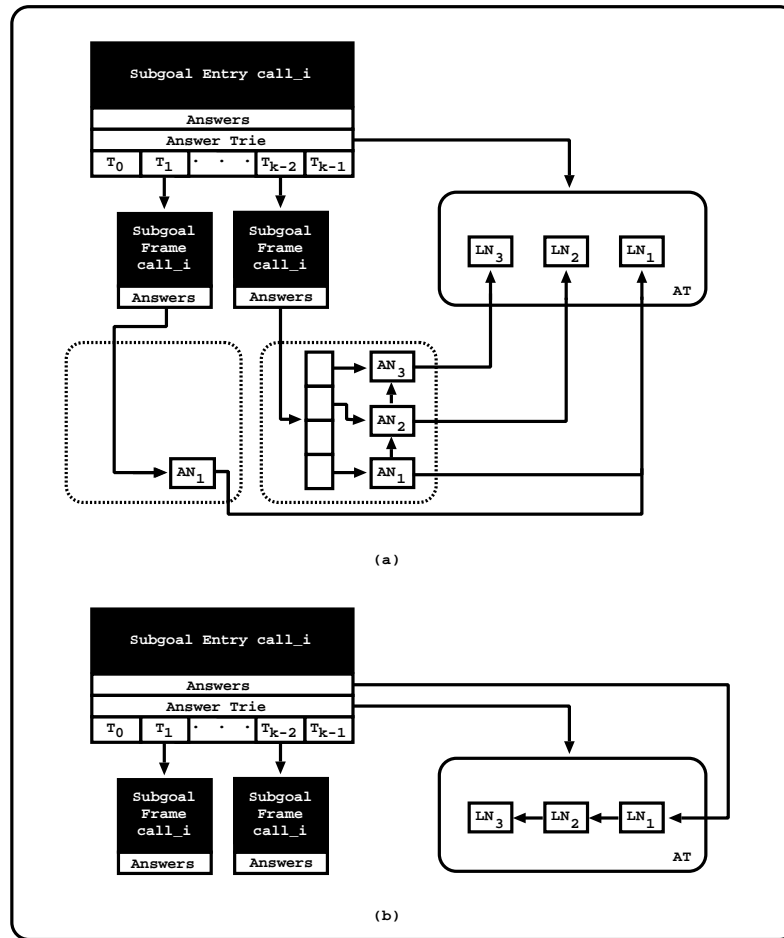 Subgoal Entry call_i
Answers
Answer Trie
T0 T1 · · · Tk-2 Tk-1
Subgoal Frame call_i
Answers
Subgoal Frame call_i
Answers
LN3 LN2 LN1
AT
AN3
AN2
AN1
AN1
(a)
Subgoal Entry call_i
Answers
Answer Trie
T0 T1 · · · Tk-2 Tk-1
Subgoal
Frame
call_i
Answers
Subgoal
Frame
call_i
Answers
LN3 LN2 LN1
AT
(b)